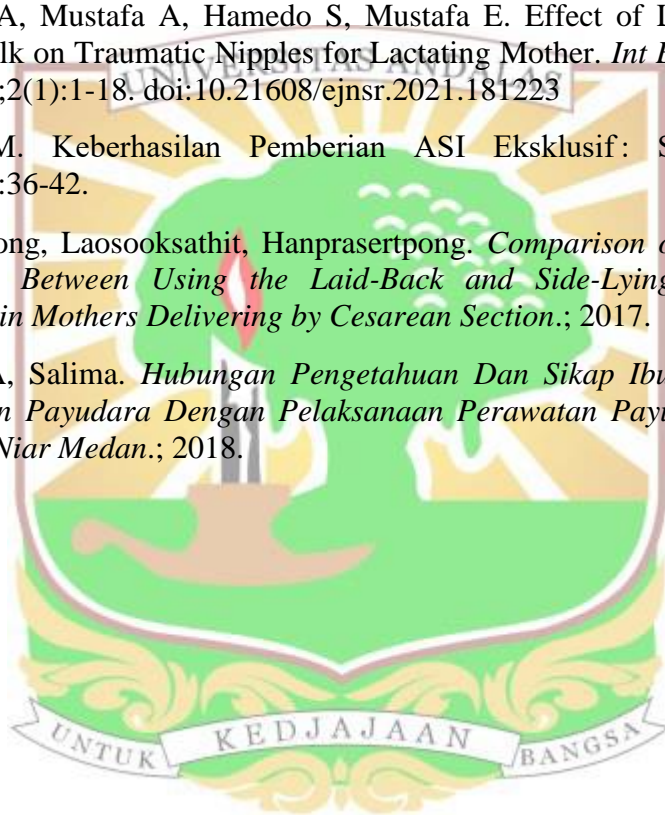 A, Mustafa A, Hamedo S, Mustafa E. Effect of
lk on Traumatic Nipples for Lactating Mother. Int
;2(1):1-18. doi:10.21608/ejnsr.2021.181223
UNIVERSITAS ANDALAS
M. Keberhasilan Pemberian ASI Eksklusif : S
:36-42.
ong, Laosooksathit, Hanprasertpong. Comparison o
Between Using the Laid-Back and Side-Lying
in Mothers Delivering by Cesarean Section.; 2017.
A, Salima. Hubungan Pengetahuan Dan Sikap Ibu
n Payudara Dengan Pelaksanaan Perawatan Payu
Niar Medan.; 2018.
UNTUK KEDJAJAAN BANGSA